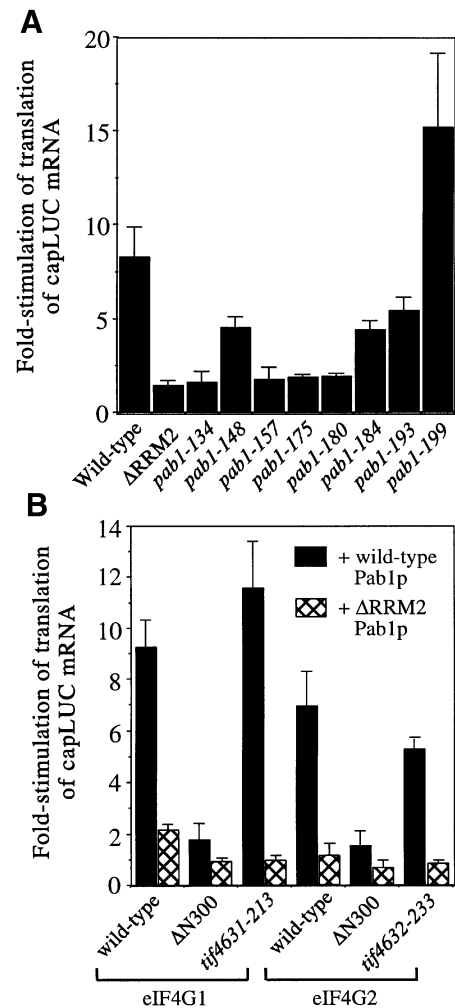 A
Fold-stimulation of translation
of capLUC mRNA
20
15
10
5
0
Wild-type
ΔRRM2
pab1-134
pab1-148
pab1-157
pab1-175
pab1-180
pab1-184
pab1-193
pab1-199
B
Fold-stimulation of translation
of capLUC mRNA
14
12
10
8
6
4
2
0
+ wild-type
Pab1p
+ ΔRRM2
Pab1p
wild-type
ΔN300
tif4631-213
wild-type
ΔN300
tif4632-233
eIF4G1
eIF4G2